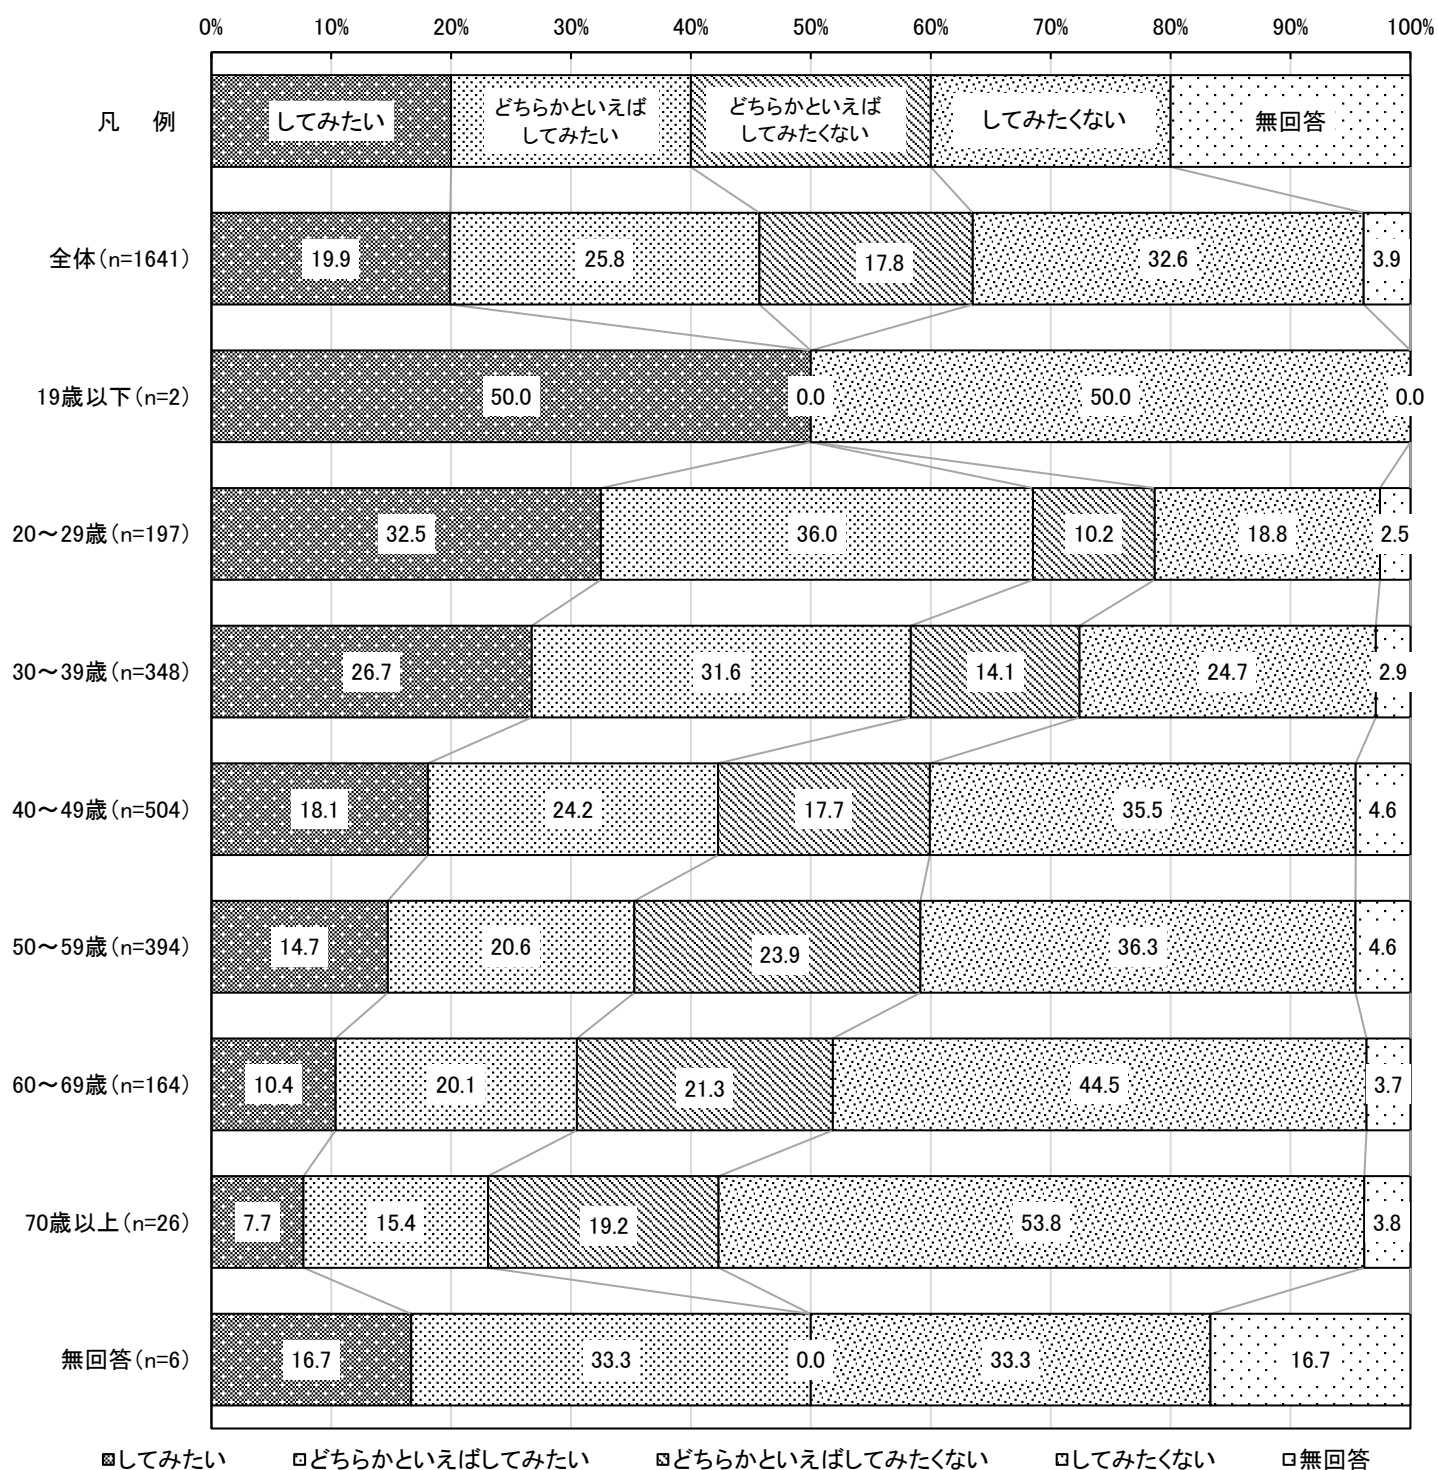 0% 10% 20% 30% 40% 50% 60% 70% 80% 90% 100%
凡 例 してみたい どちらかといえば どちらかといえば してみたくない 無回答
してみたい してみたくない
全体(n=1641) 19.9 25.8 17.8 32.6 3.9
19歳以下(n=2) 50.0 0.0 50.0 0.0
20～29歳(n=197) 32.5 36.0 10.2 18.8 2.5
30～39歳(n=348) 26.7 31.6 14.1 24.7 2.9
40～49歳(n=504) 18.1 24.2 17.7 35.5 4.6
50～59歳(n=394) 14.7 20.6 23.9 36.3 4.6
60～69歳(n=164) 10.4 20.1 21.3 44.5 3.7
70歳以上(n=26) 7.7 15.4 19.2 53.8 3.8
無回答(n=6) 16.7 33.3 0.0 33.3 16.7
してみたい どちらかといえばしてみたい どちらかといえばしてみたくない してみたくない 無回答